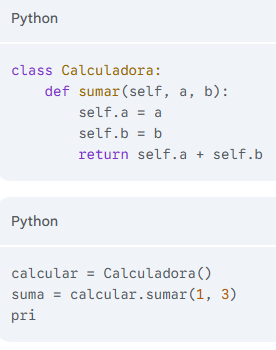 Python
class Calculadora:
    def sumar(self, a, b):
        self.a = a
        self.b = b
        return self.a + self.b
Python
calcular = Calculadora()
suma = calcular.sumar(1, 3)
pri